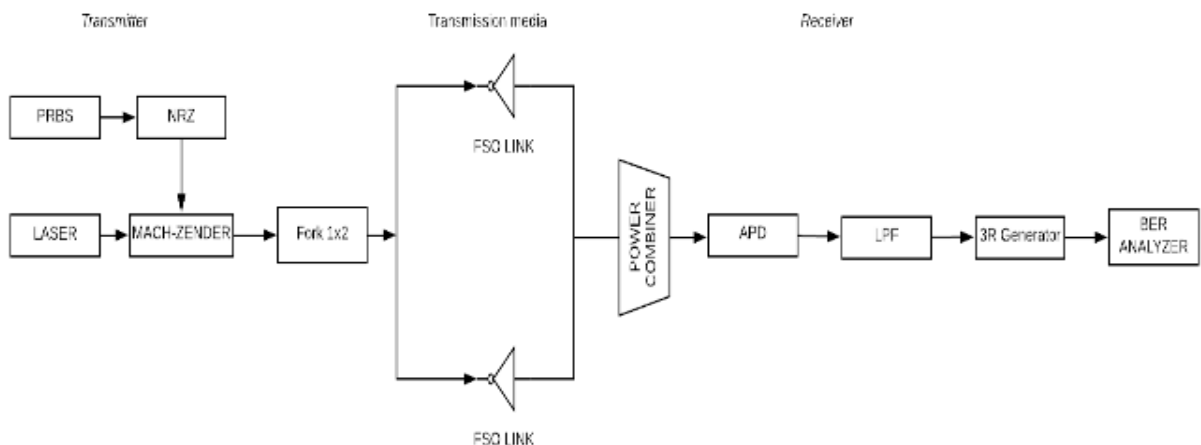 Transmitter
Transmission media
Receiver
PRBS
NRZ
FSO LINK
LASER
MACH-ZENDER
Fork 1x2
POWER
COMBINER
APD
LPF
3R Generator
BER
ANALYZER
FSO LINK